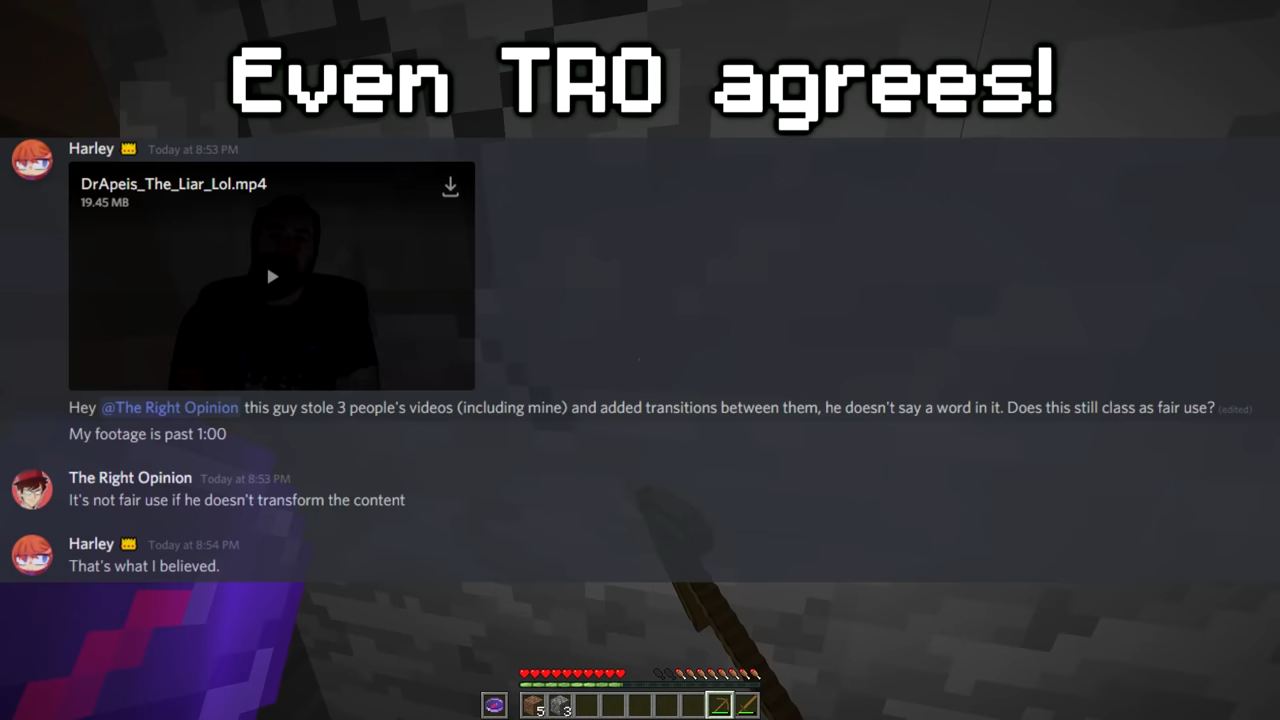 Even TRO agrees!
Harley Today at 8:53 PM
DrApeis_The_Liar_Lol.mp4
19.45 MB
Hey @The Right Opinion this guy stole 3 people's videos (including mine) and added transitions between them, he doesn't say a word in it. Does this still class as fair use? (edited)
My footage is past 1:00
The Right Opinion Today at 8:53 PM
It's not fair use if he doesn't transform the content
Harley Today at 8:54 PM
That's what I believed.
5 3